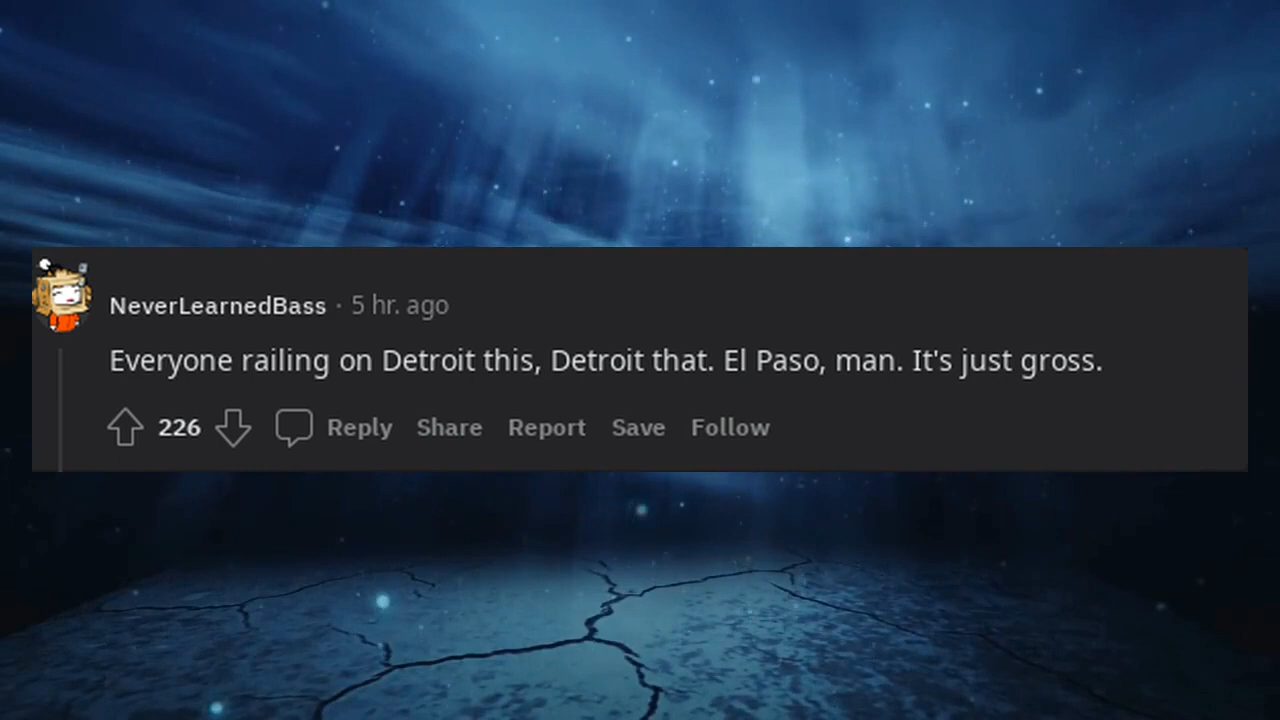 NeverLearnedBass · 5 hr. ago
Everyone railing on Detroit this, Detroit that. El Paso, man. It's just gross.
226 Reply Share Report Save Follow